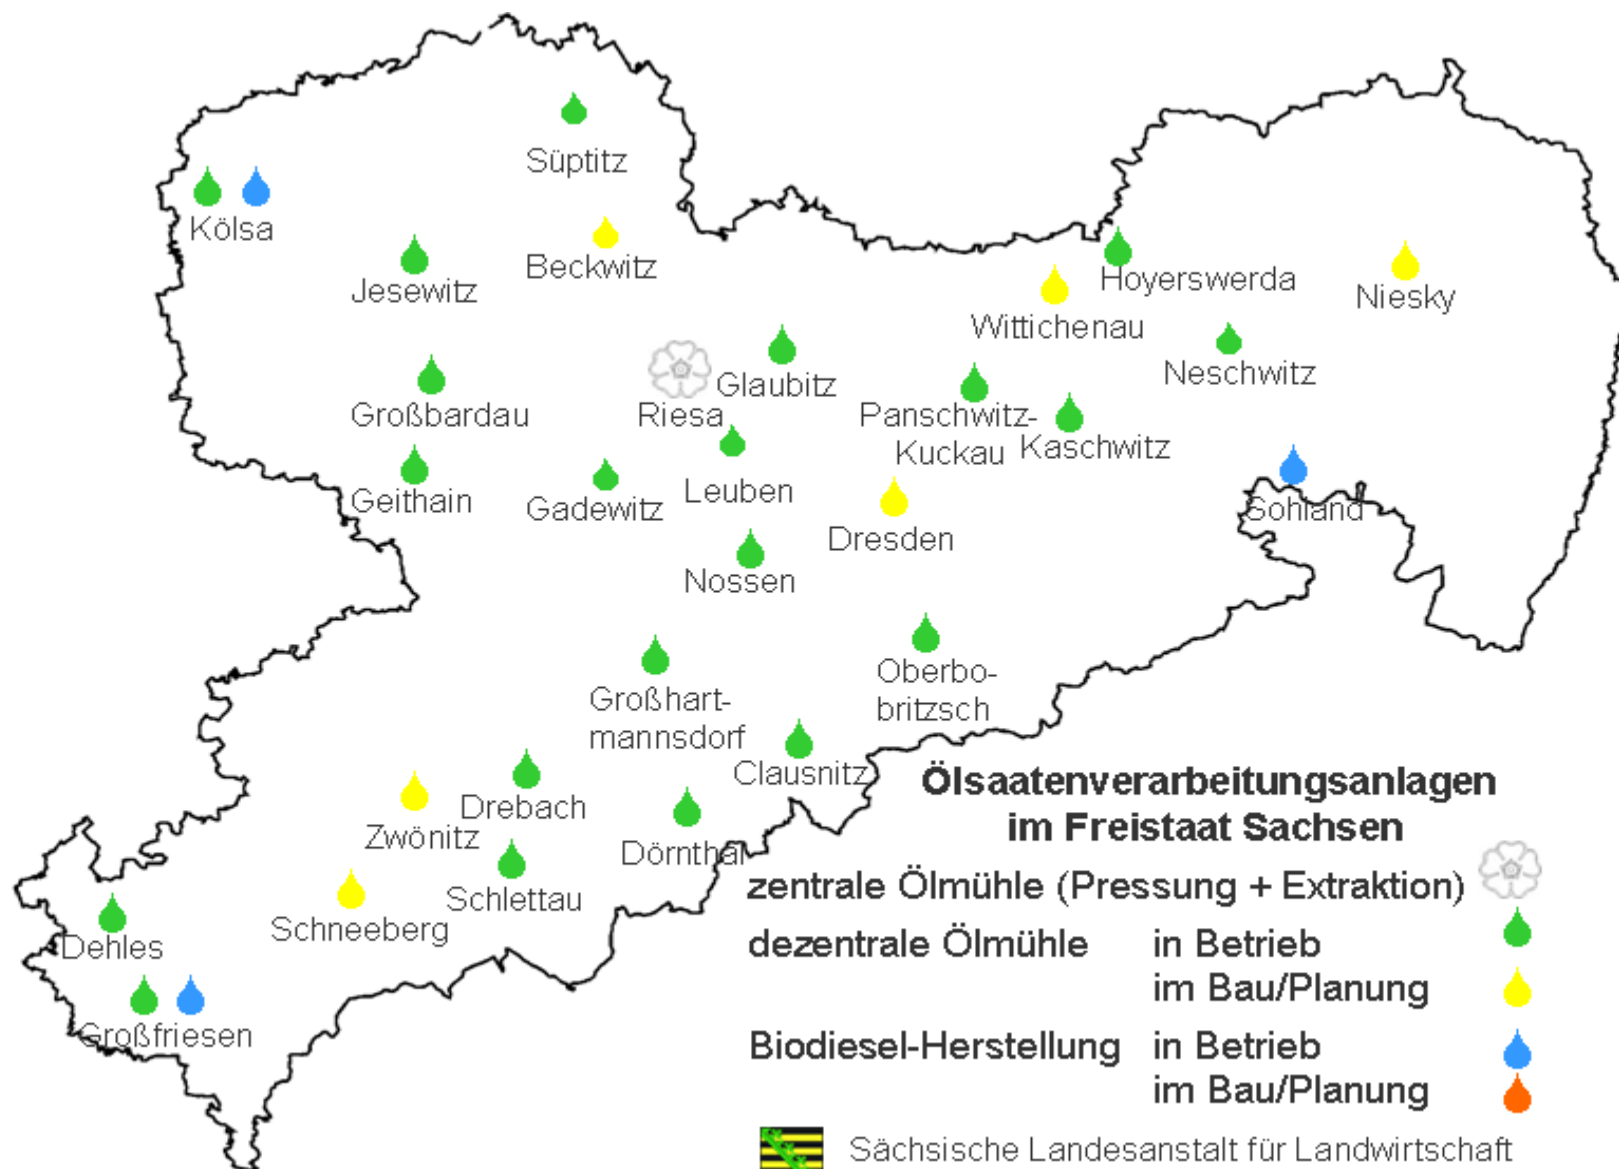 Süptitz
Kölsa
Beckwitz
Jesewitz
Hoyerswerda
Niesky
Wittichenau
Neschwitz
Glaubitz
Riesa
Großbardau
Panschwitz-
Kuckau
Kaschwitz
Geithain
Gadewitz
Leuben
Sohland
Dresden
Nossen
Oberbo-
britzsch
Großhart-
mannsdorf
Clausnitz
Drebach
Zwönitz
Dörnthal
Schlettau
Schneeberg
Dehles
Großfriesen
Ölsaatenverarbeitungsanlagen
im Freistaat Sachsen
zentrale Ölmühle (Pressung + Extraktion)
dezentrale Ölmühle in Betrieb
im Bau/Planung
Biodiesel-Herstellung in Betrieb
im Bau/Planung
Sächsische Landesanstalt für Landwirtschaft